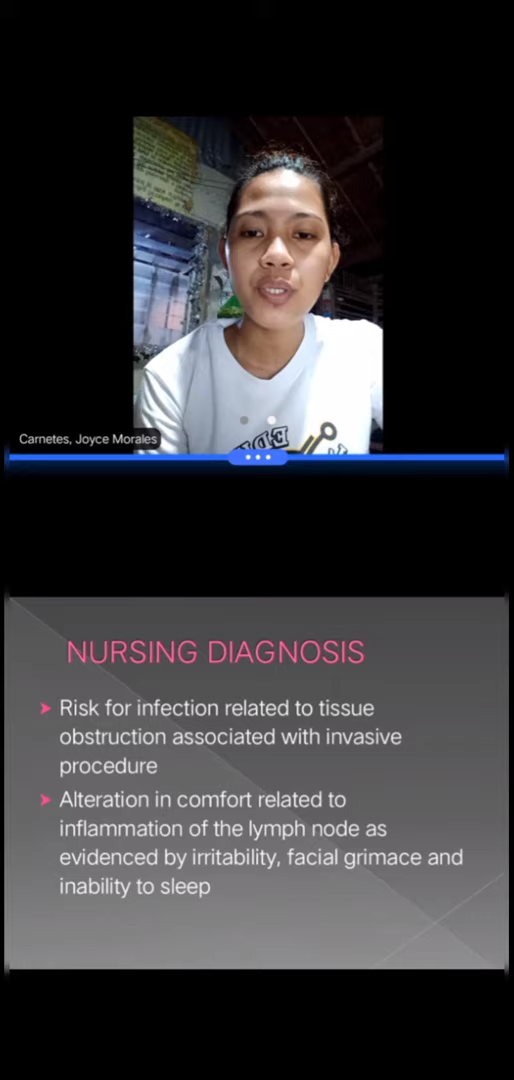 Carnetes, Joyce Morales
NURSING DIAGNOSIS
Risk for infection related to tissue
obstruction associated with invasive
procedure
Alteration in comfort related to
inflammation of the lymph node as
evidenced by irritability, facial grimace and
inability to sleep